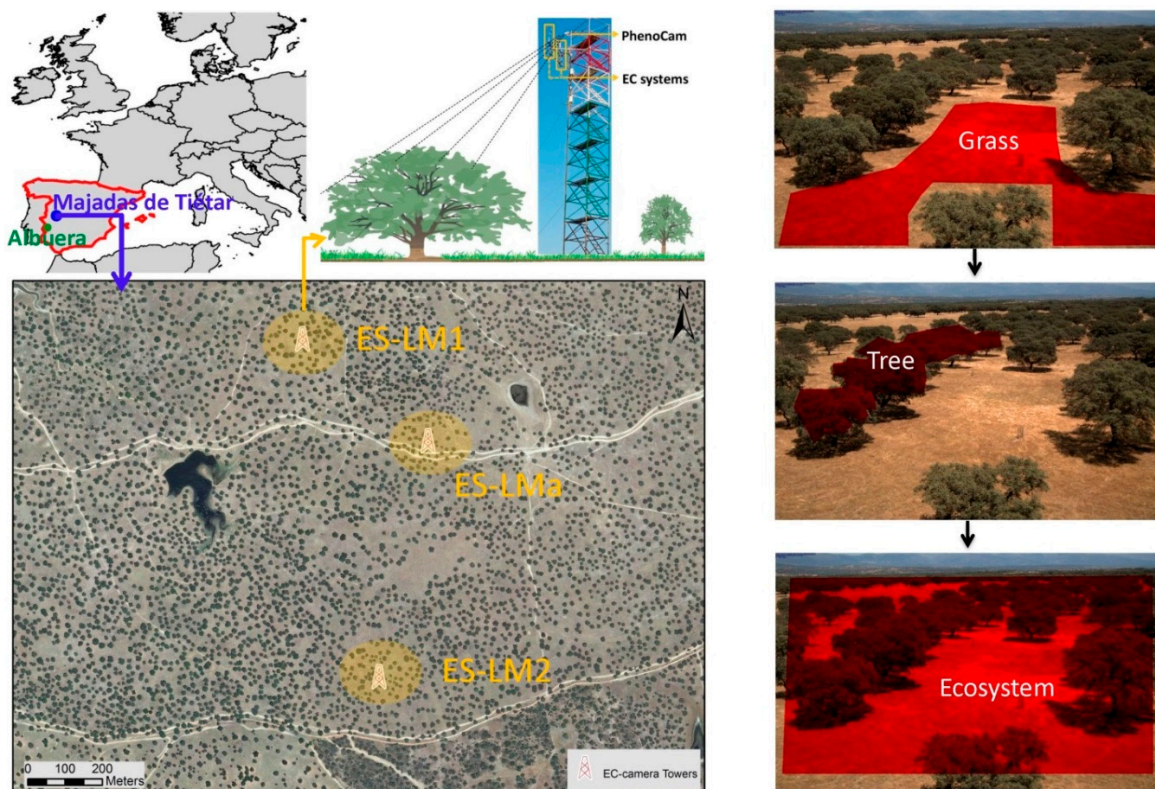 Majadas de Tiétar
Albuera
PhenoCam
EC systems
N
ES-LM1
ES-LMa
ES-LM2
0 100 200
Meters
EC-camera Towers
Grass
Tree
Ecosystem